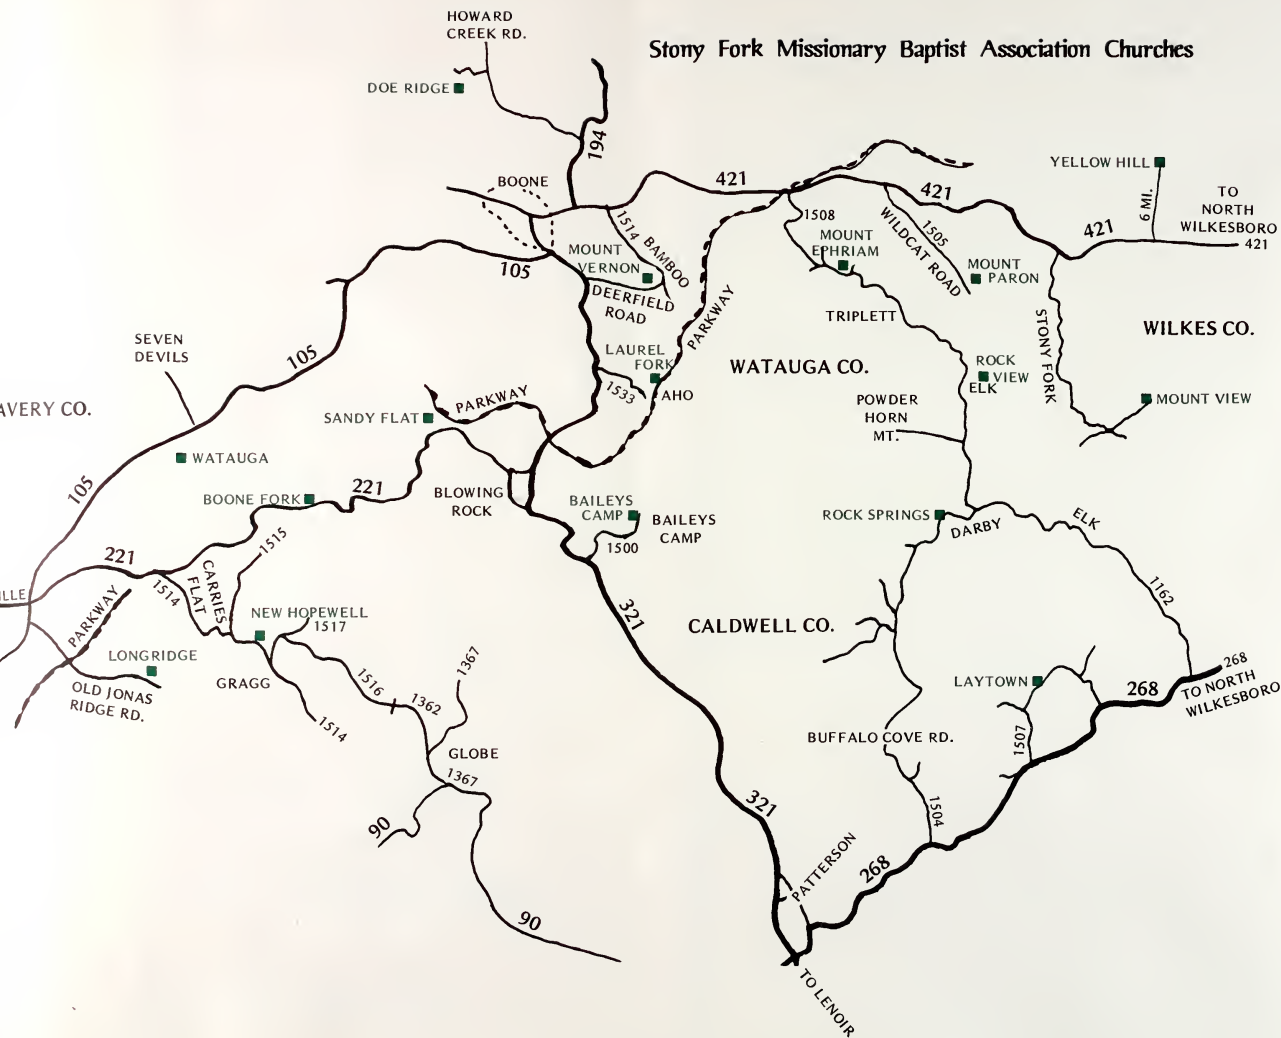 HOWARD
CREEK RD.
Stony Fork Missionary Baptist Association Churches
DOE RIDGE
194
YELLOW HILL
BOONE
421
421
6 MI.
TO
NORTH
WILKESBORO
421
421
1508
1514
BAMBOO
WILDCAT ROAD
1505
MOUNT
EPHRIAM
MOUNT
VERNON
105
MOUNT
PARON
DEERFIELD
ROAD
PARKWAY
TRIPLETT
STONY FORK
WILKES CO.
SEVEN
DEVILS
105
LAUREL
FORK
WATAUGA CO.
ROCK
VIEW
ELK
1533
AHO
AVERY CO.
PARKWAY
SANDY FLAT
POWDER
HORN
MT.
MOUNT VIEW
WATAUGA
105
BOONE FORK
221
BLOWING
ROCK
BAILEYS
CAMP
BAILEYS
CAMP
1500
ROCK SPRINGS
DARBY
ELK
1515
221
1514
CARRIES
FLAT
1162
ILLE
PARKWAY
NEW HOPEWELL
1517
321
CALDWELL CO.
LONGRIDGE
GRAGG
OLD JONAS
RIDGE RD.
1516
1362
1367
1514
268
LAYTOWN
268
TO NORTH
WILKESBORO
BUFFALO COVE RD.
1507
GLOBE
1367
90
321
1504
PATTERSON
268
90
TO LENOIR